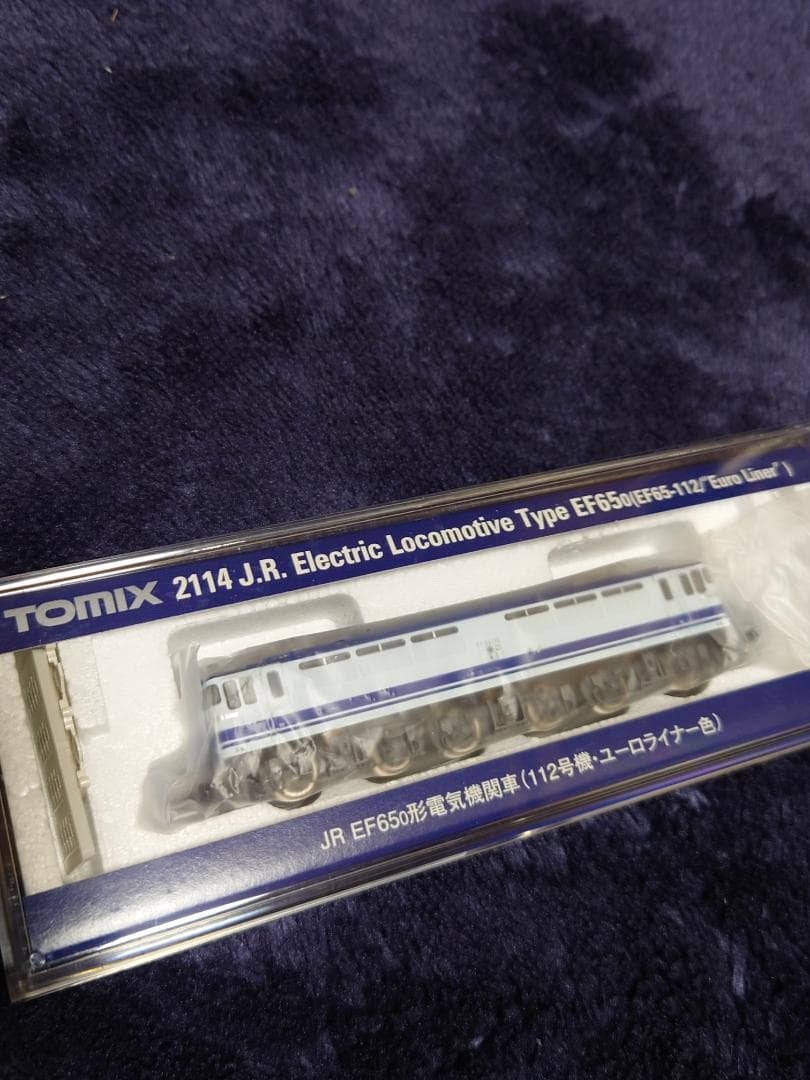 TOMIX 2114 J.R. Electric Locomotive Type EF650(EF65-112/"Euro Liner")
JR EF650形電気機関車(112号機・ユーロライナー色)